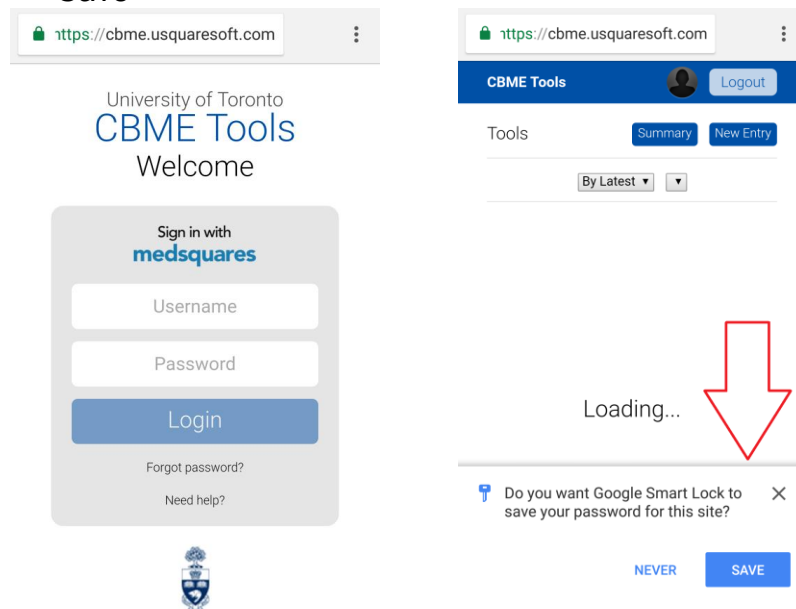 https://cbme.usquaresoft.com
University of Toronto
CBME Tools
Welcome
Sign in with
medsquares
Username
Password
Login
Forgot password?
Need help?
https://cbme.usquaresoft.com
CBME Tools
Logout
Tools
Summary
New Entry
By Latest
Loading...
Do you want Google Smart Lock to
save your password for this site?
NEVER
SAVE